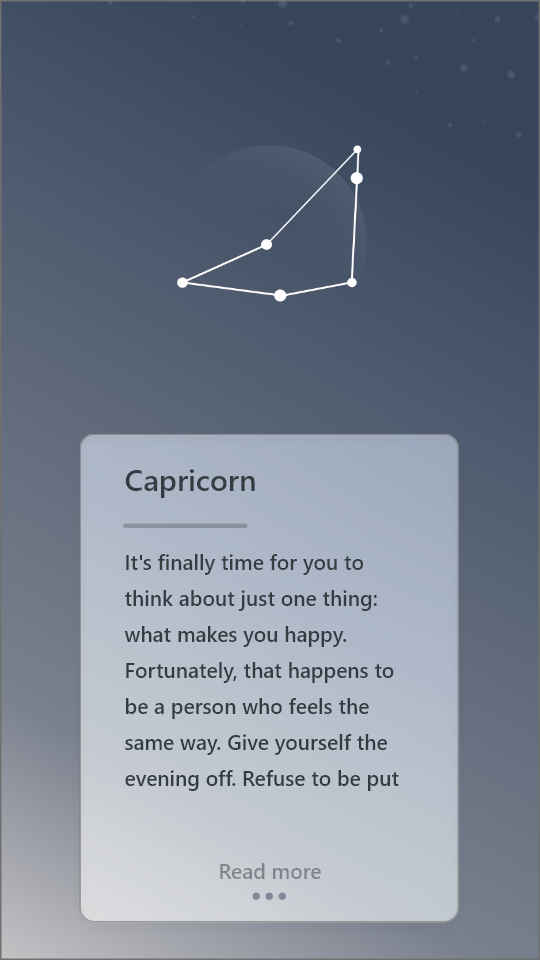 Capricorn
It's finally time for you to
think about just one thing:
what makes you happy.
Fortunately, that happens to
be a person who feels the
same way. Give yourself the
evening off. Refuse to be put
Read more